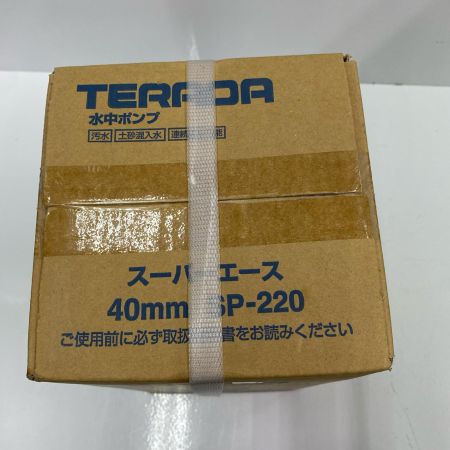 TERADA
水中ポンプ
汚水 土砂混入水 連続 能
スーパーエース
40mm SP-220
ご使用前に必ず取扱 書をお読みください